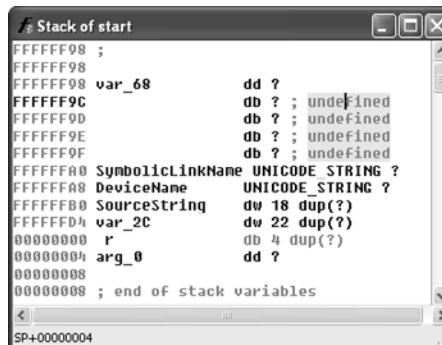 Stack of start
FFFFFF98 ;
FFFFFF98
FFFFFF98 var_68 dd ?
FFFFFF9C db ? ; undefined
FFFFFF9D db ? ; undefined
FFFFFF9E db ? ; undefined
FFFFFF9F db ? ; undefined
FFFFFFA0 SymbolicLinkName UNICODE_STRING ?
FFFFFFA8 DeviceName UNICODE_STRING ?
FFFFFFB0 SourceString dw 18 dup(?)
FFFFFFD4 var_2C dw 22 dup(?)
00000000 r db 4 dup(?)
00000004 arg_0 dd ?
00000008
00000008 ; end of stack variables
SP+00000004